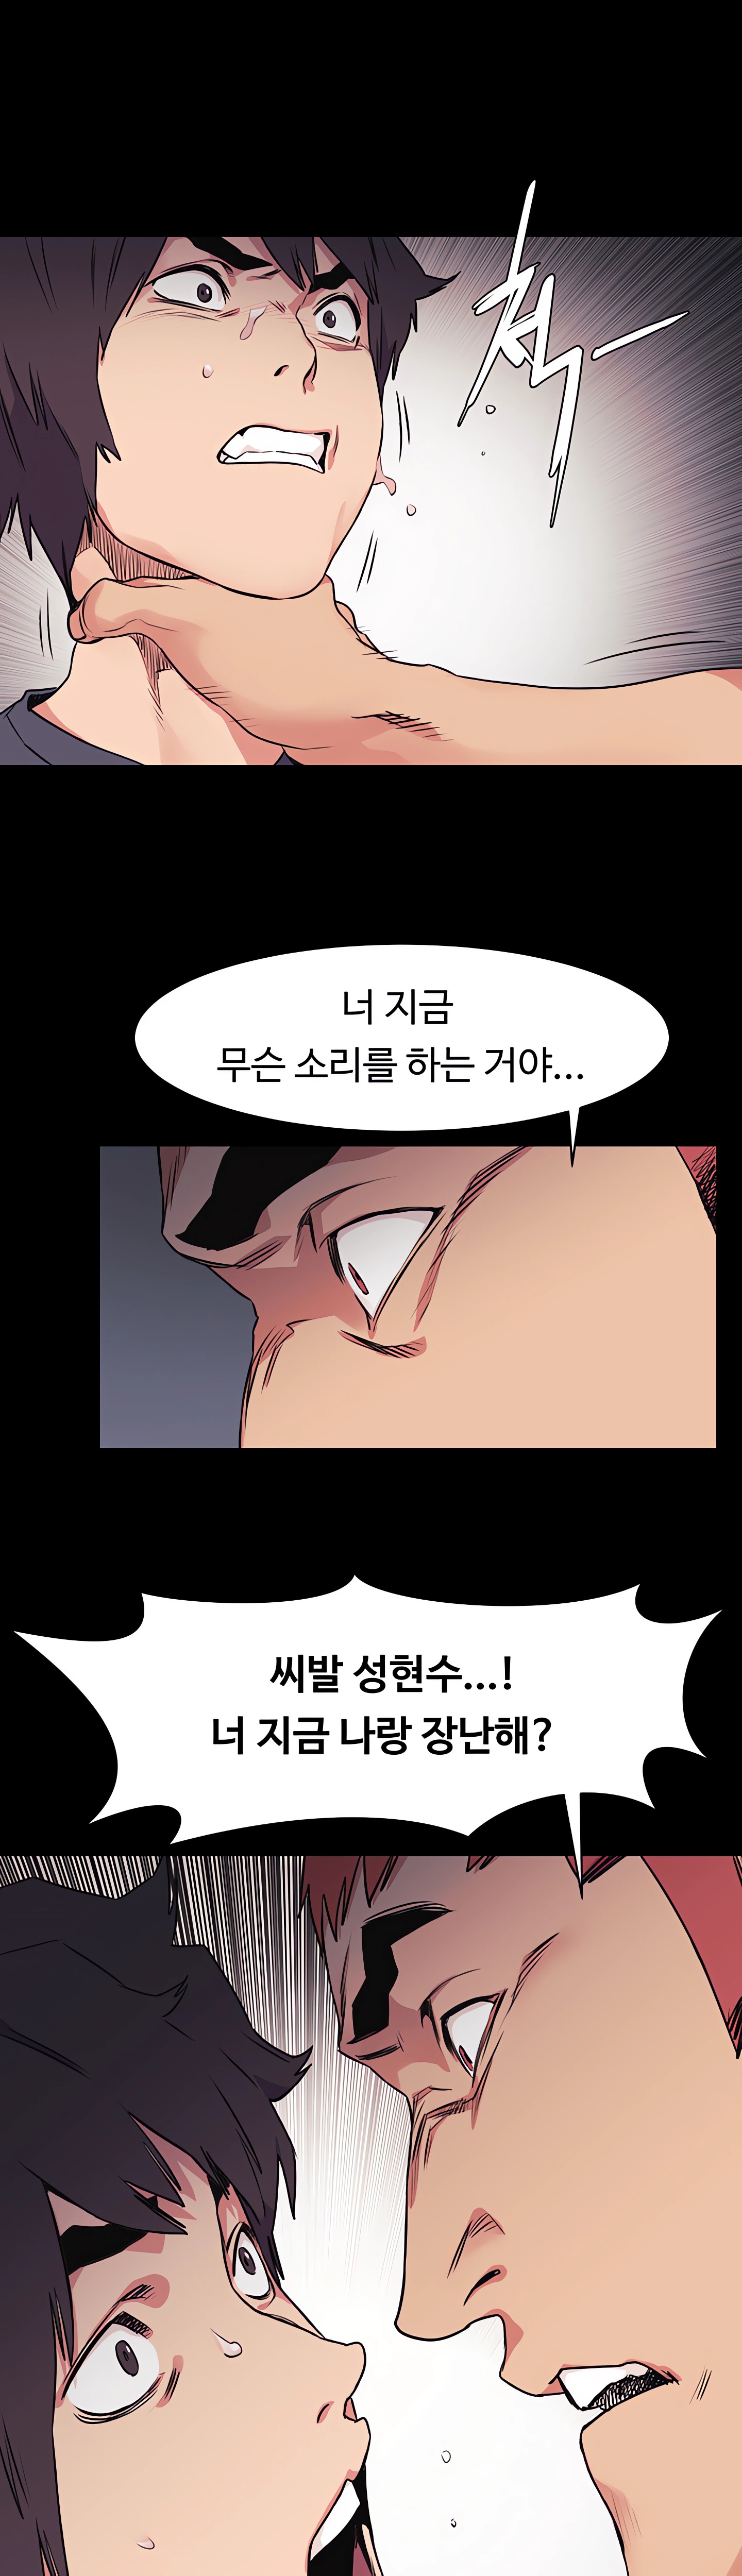 너 지금
무슨 소리를 하는 거야...
씨발 성현수...!
너 지금 나랑 장난해?